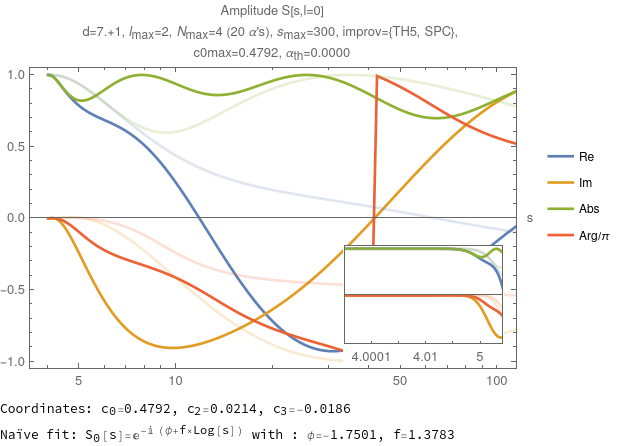 Amplitude S[s,l=0]
d=7.+1, lmax=2, Nmax=4 (20 α's), smax=300, improv={TH5, SPC},
c0max=0.4792, αth=0.0000
1.0
0.5
0.0
−0.5
−1.0
s
Re
Im
Abs
Arg/π
4.0001 4.01 5
5 10 50 100
Coordinates: c0=0.4792, c2=0.0214, c3=−0.0186
Naïve fit: S0[s]=e^−i (ϕ+f×Log[s]) with : ϕ=−1.7501, f=1.3783